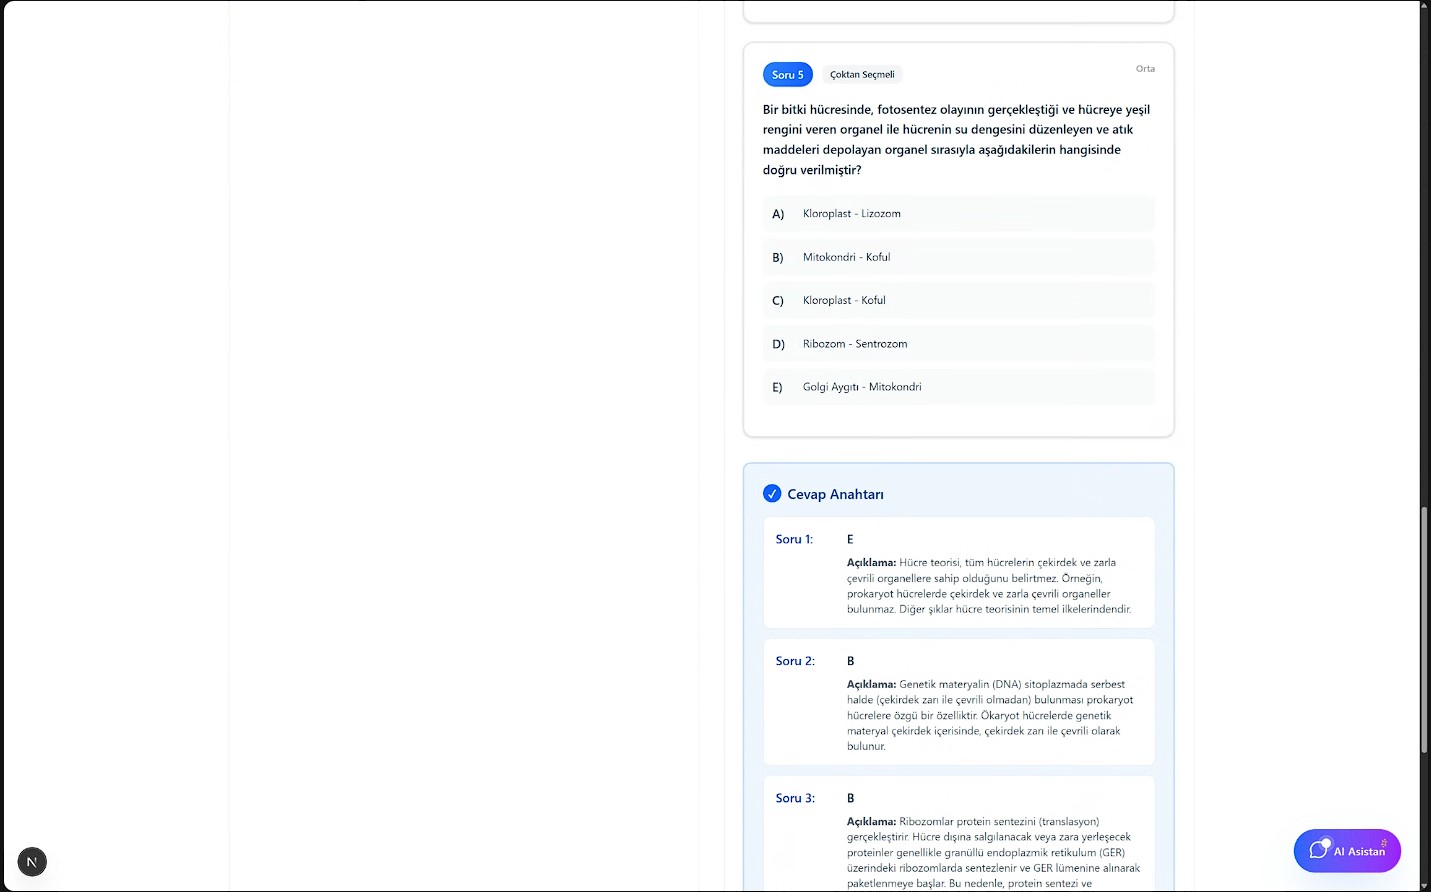 Soru 5
Çoktan Seçmeli
Orta
Bir bitki hücresinde, fotosentez olayının gerçekleştiği ve hücreye yeşil
rengini veren organel ile hücrenin su dengesini düzenleyen ve atık
maddeleri depolayan organel sırasıyla aşağıdakilerin hangisinde
doğru verilmiştir?
A) Kloroplast - Lizozom
B) Mitokondri - Koful
C) Kloroplast - Koful
D) Ribozom - Sentrozom
E) Golgi Aygıtı - Mitokondri
Cevap Anahtarı
Soru 1: E
Açıklama: Hücre teorisi, tüm hücrelerin çekirdek ve zarla
çevrili organellere sahip olduğunu belirtmez. Örneğin,
prokaryot hücrelerde çekirdek ve zarla çevrili organeller
bulunmaz. Diğer şıklar hücre teorisinin temel ilkelerindendir.
Soru 2: B
Açıklama: Genetik materyalin (DNA) sitoplazmada serbest
halde (çekirdek zarı ile çevrili olmadan) bulunması prokaryot
hücrelere özgü bir özelliktir. Ökaryot hücrelerde genetik
materyal çekirdek içerisinde, çekirdek zarı ile çevrili olarak
bulunur.
Soru 3: B
Açıklama: Ribozomlar protein sentezini (translasyon)
gerçekleştirir. Hücre dışına salgılanacak veya zara yerleşecek
proteinler genellikle granüllü endoplazmik retikulum (GER)
üzerindeki ribozomlarda sentezlenir ve GER lümenine alınarak
paketlenmeye başlar. Bu nedenle, protein sentezi ve
N
AI Asistan